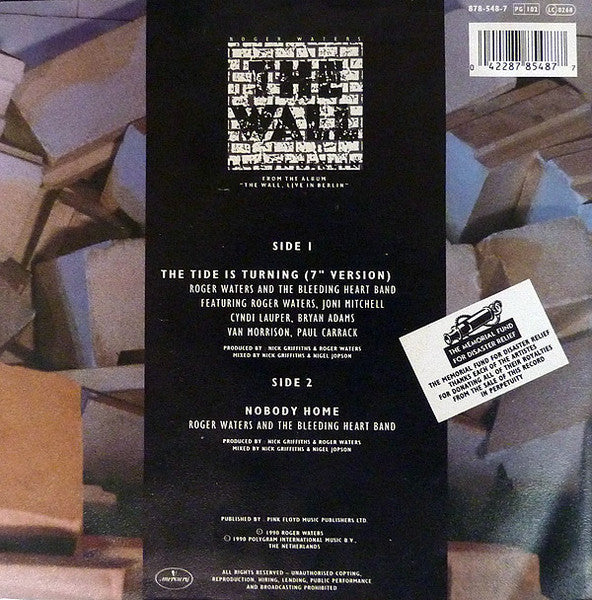 878-548-7 PG 102 LC 0268
0 42287 85487 7
ROGER WATERS
THE
WALL
FROM THE ALBUM
"THE WALL, LIVE IN BERLIN"
SIDE 1
THE TIDE IS TURNING (7" VERSION)
ROGER WATERS AND THE BLEEDING HEART BAND
FEATURING ROGER WATERS, JONI MITCHELL
CYNDI LAUPER, BRYAN ADAMS
VAN MORRISON, PAUL CARRACK
PRODUCED BY : NICK GRIFFITHS & ROGER WATERS
MIXED BY NICK GRIFFITHS & NIGEL JOPSON
THE MEMORIAL FUND
FOR DISASTER RELIEF
THE MEMORIAL FUND FOR DISASTER RELIEF
THANKS EACH OF THE ARTISTES
FOR DONATING ALL OF THEIR ROYALTIES
FROM THE SALE OF THIS RECORD
IN PERPETUITY
SIDE 2
NOBODY HOME
ROGER WATERS AND THE BLEEDING HEART BAND
PRODUCED BY : NICK GRIFFITHS & ROGER WATERS
MIXED BY NICK GRIFFITHS & NIGEL JOPSON
PUBLISHED BY : PINK FLOYD MUSIC PUBLISHERS LTD.
© 1990 ROGER WATERS
℗ 1990 POLYGRAM INTERNATIONAL MUSIC B.V.,
THE NETHERLANDS
mercury
ALL RIGHTS RESERVED – UNAUTHORISED COPYING,
REPRODUCTION, HIRING, LENDING, PUBLIC PERFORMANCE
AND BROADCASTING PROHIBITED